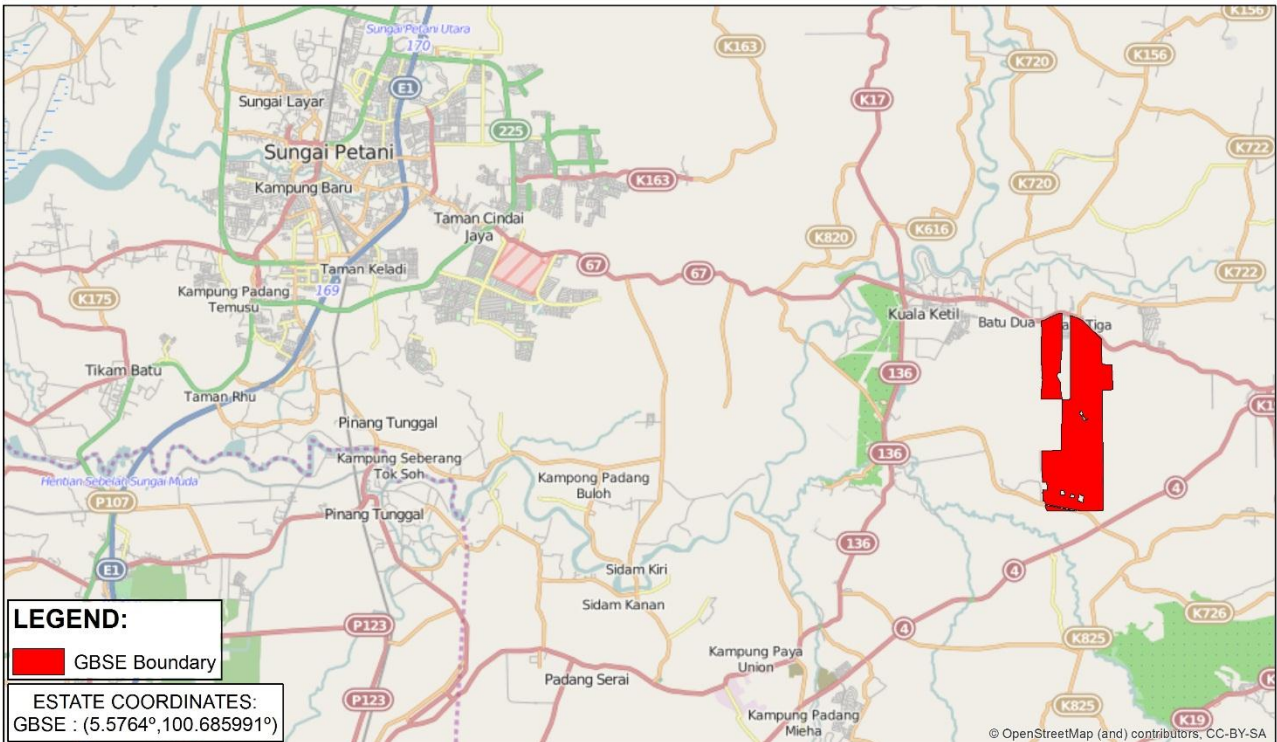 K156
Sungai Petani Utara
170
K163
K156
K720
E1
K17
Sungai Layar
225
Sungai Petani
K722
Kampung Baru
K163
K720
Taman Cindai
Jaya
K616
K820
Taman Keladi
67
67
K722
169
K175
Kampung Padang
Temusu
Kuala Ketil
Batu Dua
Tiga
Tikam Batu
136
Taman Rhu
Pinang Tunggal
Kampung Seberang
Tok Soh
136
Hentian Sebelah Sungai Muda
Kampong Padang
Buloh
4
P107
Pinang Tunggal
136
E1
Sidam Kiri
4
Sidam Kanan
K726
LEGEND:
GBSE Boundary
P123
4
K825
Kampung Paya
Union
Padang Serai
ESTATE COORDINATES:
GBSE : (5.5764º,100.685991º)
P123
K825
Kampung Padang
Mieha
K19
© OpenStreetMap (and) contributors, CC-BY-SA